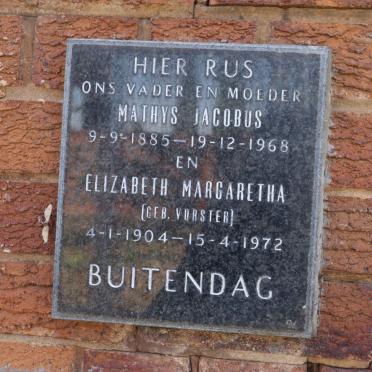 HIER RUS
ONS VADER EN MOEDER
MATHYS JACOBUS
9-9-1885—19-12-1968
EN
ELIZABETH MARGARETHA
(GEB. VORSTER)
4-1-1904—15-4-1972
BUITENDAG